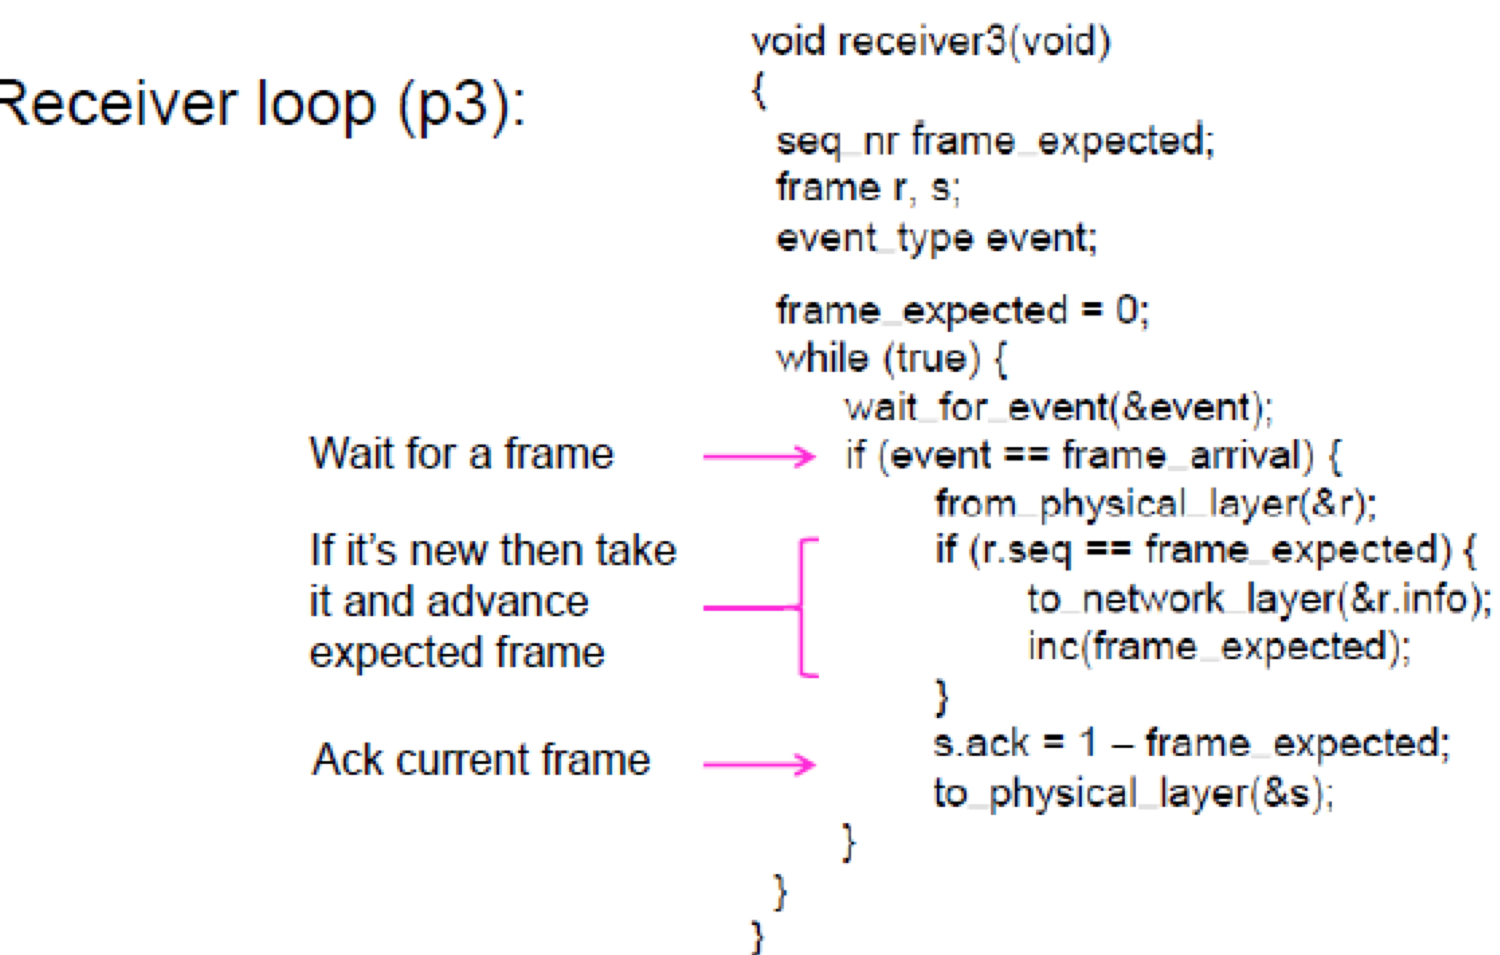 Receiver loop (p3):
void receiver3(void)
{
seq_nr frame_expected;
frame r, s;
event_type event;
frame_expected = 0;
while (true) {
wait_for_event(&event);
Wait for a frame
if (event == frame_arrival) {
from_physical_layer(&r);
If it's new then take
it and advance
expected frame
if (r.seq == frame_expected) {
to_network_layer(&r.info);
inc(frame_expected);
}
Ack current frame
s.ack = 1 – frame_expected;
to_physical_layer(&s);
}
}
}